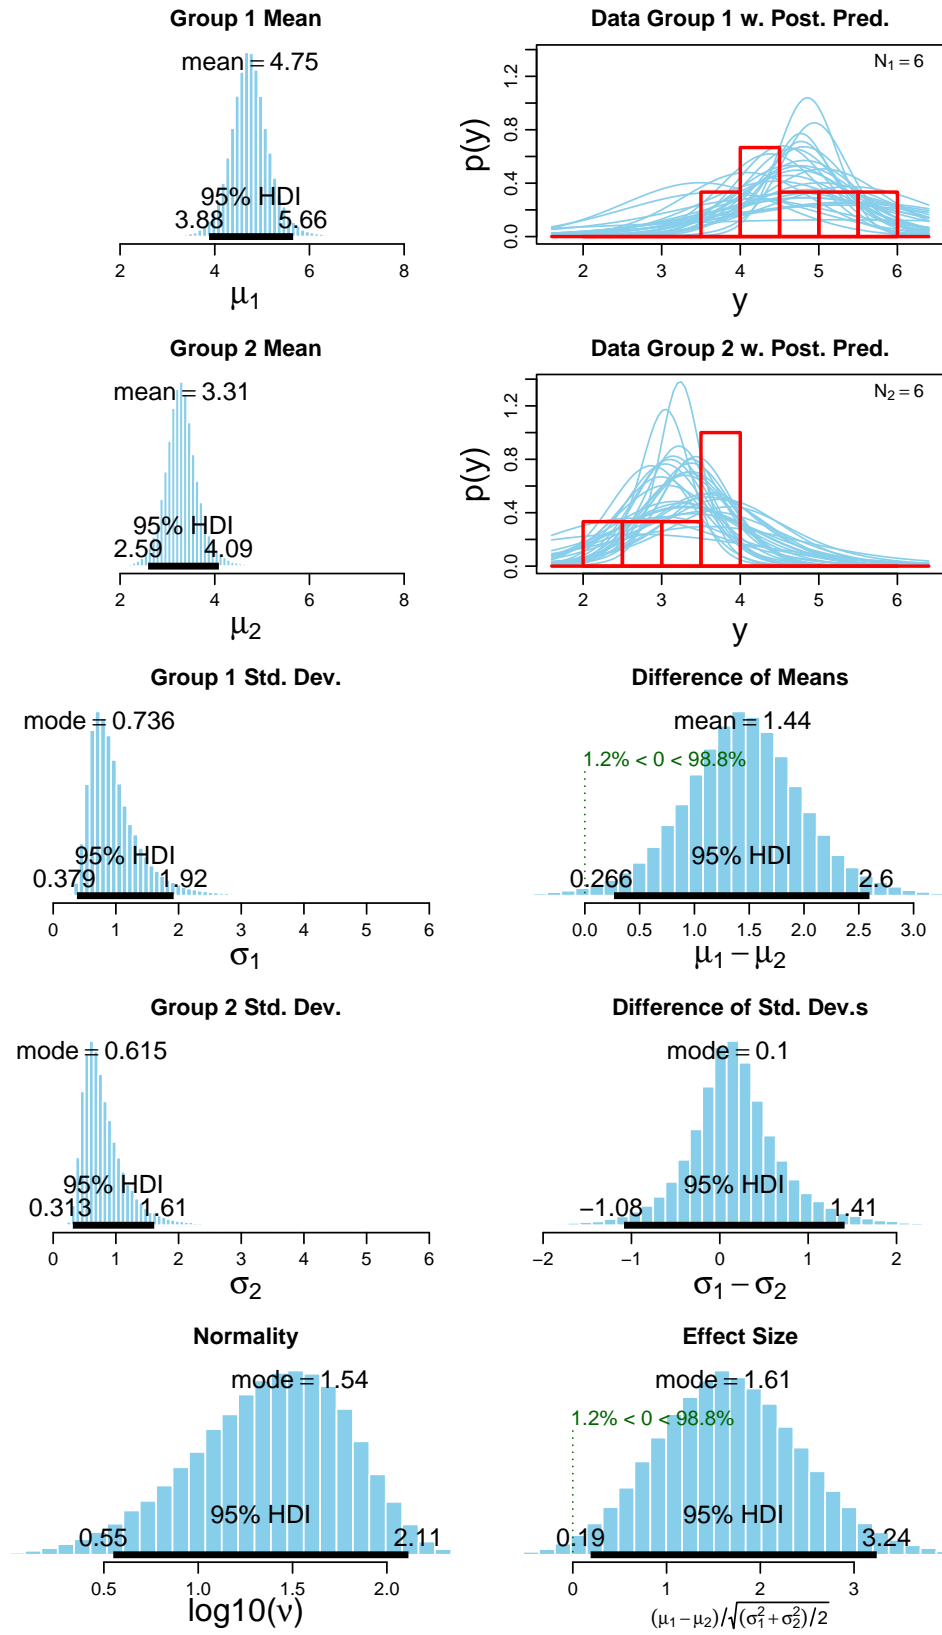 Group 1 Mean
mean = 4.75
95% HDI
3.88 5.66
2 4 6 8
μ1
Data Group 1 w. Post. Pred.
N1 = 6
p(y)
0.0 0.4 0.8 1.2
2 3 4 5 6
y
Group 2 Mean
mean = 3.31
95% HDI
2.59 4.09
2 4 6 8
μ2
Data Group 2 w. Post. Pred.
N2 = 6
p(y)
0.0 0.4 0.8 1.2
2 3 4 5 6
y
Group 1 Std. Dev.
mode = 0.736
95% HDI
0.379 1.92
0 1 2 3 4 5 6
σ1
Difference of Means
mean = 1.44
1.2% < 0 < 98.8%
95% HDI
0.266 2.6
0.0 0.5 1.0 1.5 2.0 2.5 3.0
μ1 − μ2
Group 2 Std. Dev.
mode = 0.615
95% HDI
0.313 1.61
0 1 2 3 4 5 6
σ2
Difference of Std. Dev.s
mode = 0.1
95% HDI
−1.08 1.41
−2 −1 0 1 2
σ1 − σ2
Normality
mode = 1.54
95% HDI
0.55 2.11
0.5 1.0 1.5 2.0
log10(ν)
Effect Size
mode = 1.61
1.2% < 0 < 98.8%
95% HDI
0.19 3.24
0 1 2 3
(μ1 − μ2)/√(σ1² + σ2²)/2